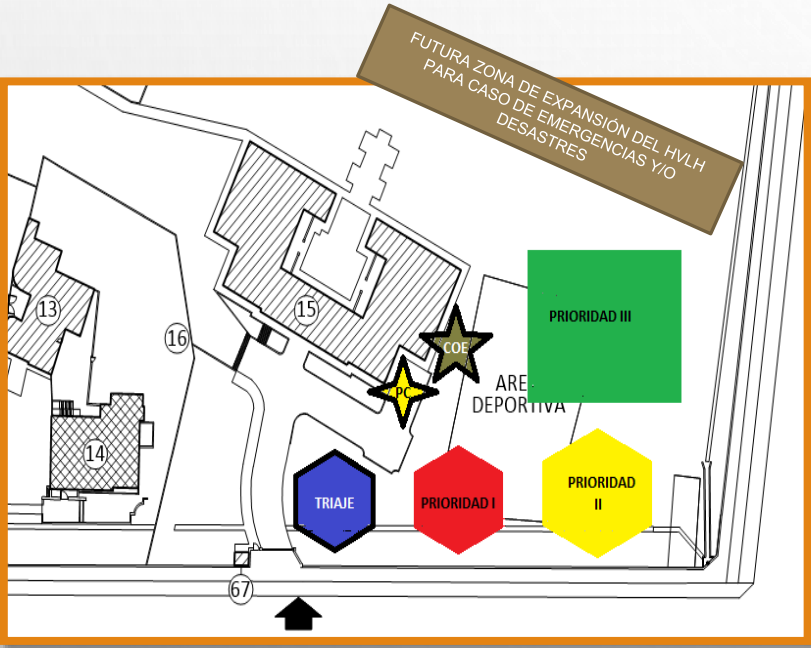 FUTURA ZONA DE EXPANSIÓN DEL HVLH
PARA CASO DE EMERGENCIAS Y/O
DESASTRES
13
14
15
16
67
COE
PC
ARE
DEPORTIVA
PRIORIDAD III
TRIAJE
PRIORIDAD I
PRIORIDAD
II